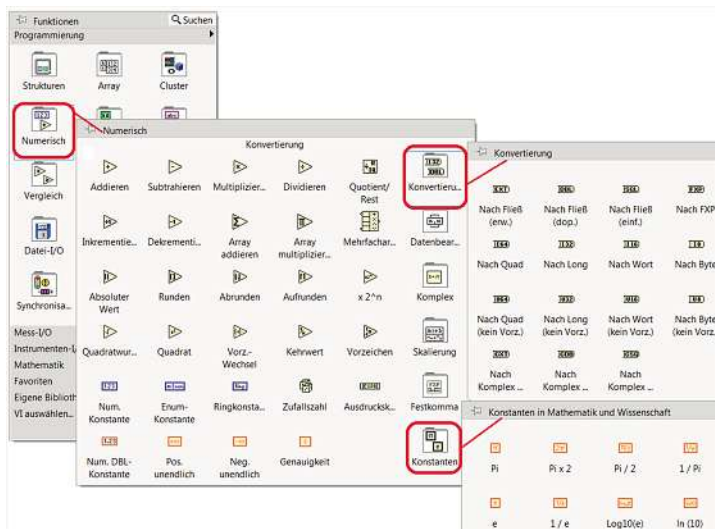 Funktionen
Suchen
Programmierung
Strukturen
Array
Cluster
Numerisch
Vergleich
Datei-I/O
Synchronisa...
Mess-I/O
Instrumenten-I/
Mathematik
Favoriten
Eigene Biblioth
VI auswählen...
Numerisch
Konvertierung
Addieren
Subtrahieren
Multiplizier...
Dividieren
Quotient/
Rest
Konvertieru...
Inkrementie...
Dekrementi...
Array
addieren
Array
multiplizier...
Mehrfachar...
Datenbear...
Absoluter
Wert
Runden
Abrunden
Aufrunden
x 2^n
Komplex
Quadratwur...
Quadrat
Vorz.-
Wechsel
Kehrwert
Vorzeichen
Skalierung
Num.
Konstante
Enum-
Konstante
Ringkonsta...
Zufallszahl
Ausdrucksk...
Festkomma
Num. DBL-
Konstante
Pos.
unendlich
Neg.
unendlich
Genauigkeit
Konstanten
Konvertierung
Nach Fließ
(erw.)
Nach Fließ
(dop.)
Nach Fließ
(einf.)
Nach FXP
Nach Quad
Nach Long
Nach Wort
Nach Byte
Nach Quad
(kein Vorz.)
Nach Long
(kein Vorz.)
Nach Wort
(kein Vorz.)
Nach Byte
(kein Vorz.
Nach
Komplex ...
Nach
Komplex ...
Nach
Komplex ...
Konstanten in Mathematik und Wissenschaft
Pi
Pi x 2
Pi / 2
1 / Pi
e
1 / e
Log10(e)
ln (10)